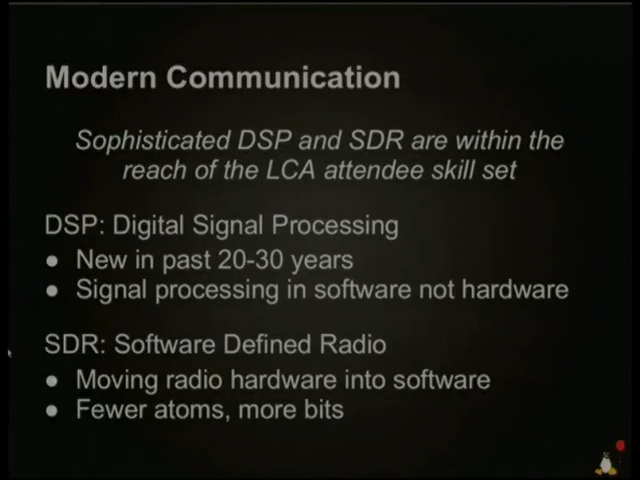 Modern Communication
Sophisticated DSP and SDR are within the
reach of the LCA attendee skill set
DSP: Digital Signal Processing
● New in past 20-30 years
● Signal processing in software not hardware
SDR: Software Defined Radio
● Moving radio hardware into software
● Fewer atoms, more bits